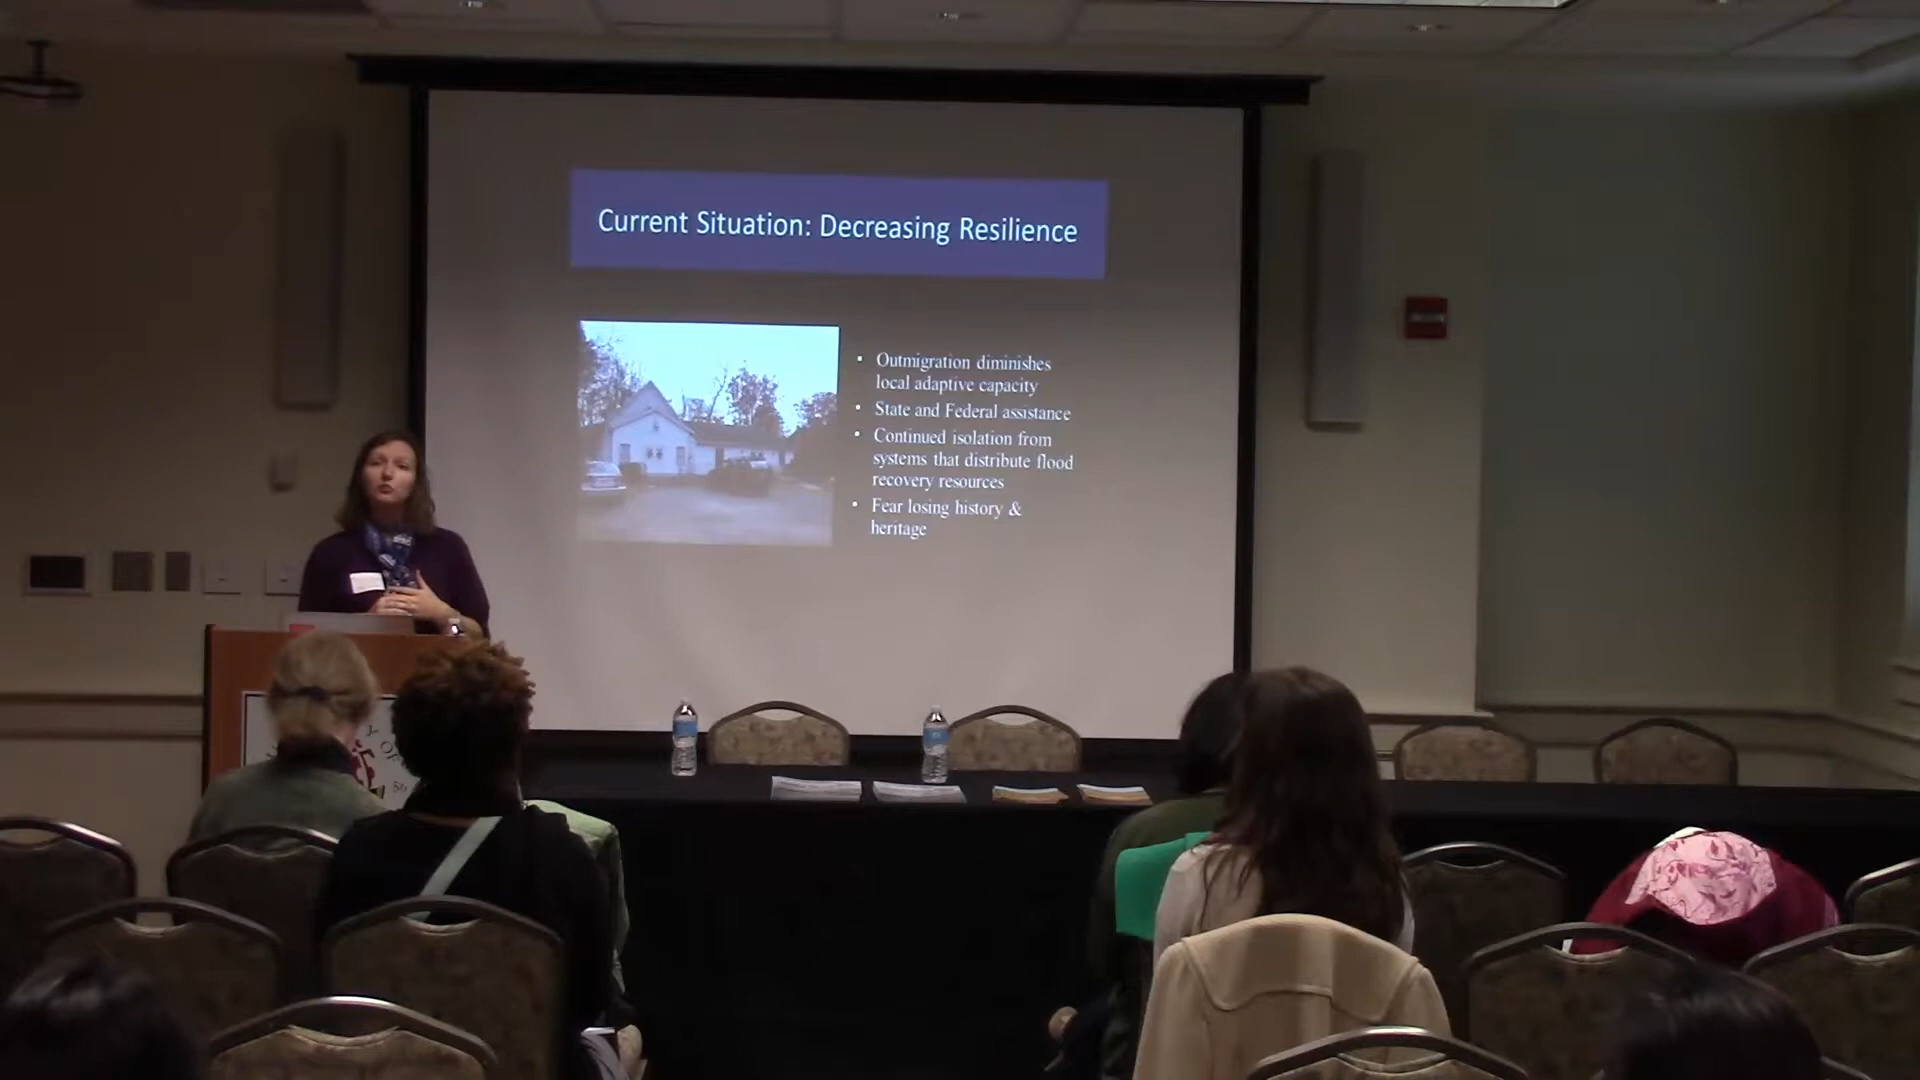 Current Situation: Decreasing Resilience
• Outmigration diminishes
local adaptive capacity
• State and Federal assistance
• Continued isolation from
systems that distribute flood
recovery resources
• Fear losing history &
heritage
OF